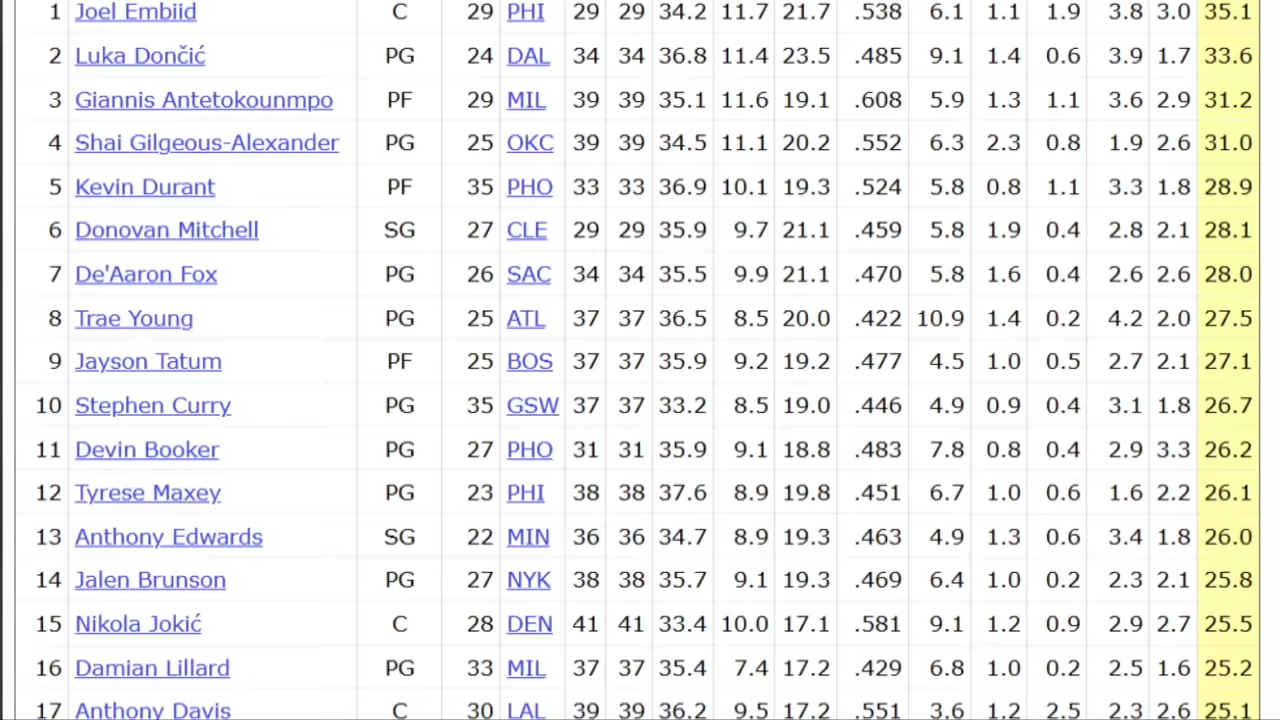 1 Joel Embiid C 29 PHI 29 29 34.2 11.7 21.7 .538 6.1 1.1 1.9 3.8 3.0 35.1
2 Luka Dončić PG 24 DAL 34 34 36.8 11.4 23.5 .485 9.1 1.4 0.6 3.9 1.7 33.6
3 Giannis Antetokounmpo PF 29 MIL 39 39 35.1 11.6 19.1 .608 5.9 1.3 1.1 3.6 2.9 31.2
4 Shai Gilgeous-Alexander PG 25 OKC 39 39 34.5 11.1 20.2 .552 6.3 2.3 0.8 1.9 2.6 31.0
5 Kevin Durant PF 35 PHO 33 33 36.9 10.1 19.3 .524 5.8 0.8 1.1 3.3 1.8 28.9
6 Donovan Mitchell SG 27 CLE 29 29 35.9 9.7 21.1 .459 5.8 1.9 0.4 2.8 2.1 28.1
7 De'Aaron Fox PG 26 SAC 34 34 35.5 9.9 21.1 .470 5.8 1.6 0.4 2.6 2.6 28.0
8 Trae Young PG 25 ATL 37 37 36.5 8.5 20.0 .422 10.9 1.4 0.2 4.2 2.0 27.5
9 Jayson Tatum PF 25 BOS 37 37 35.9 9.2 19.2 .477 4.5 1.0 0.5 2.7 2.1 27.1
10 Stephen Curry PG 35 GSW 37 37 33.2 8.5 19.0 .446 4.9 0.9 0.4 3.1 1.8 26.7
11 Devin Booker PG 27 PHO 31 31 35.9 9.1 18.8 .483 7.8 0.8 0.4 2.9 3.3 26.2
12 Tyrese Maxey PG 23 PHI 38 38 37.6 8.9 19.8 .451 6.7 1.0 0.6 1.6 2.2 26.1
13 Anthony Edwards SG 22 MIN 36 36 34.7 8.9 19.3 .463 4.9 1.3 0.6 3.4 1.8 26.0
14 Jalen Brunson PG 27 NYK 38 38 35.7 9.1 19.3 .469 6.4 1.0 0.2 2.3 2.1 25.8
15 Nikola Jokić C 28 DEN 41 41 33.4 10.0 17.1 .581 9.1 1.2 0.9 2.9 2.7 25.5
16 Damian Lillard PG 33 MIL 37 37 35.4 7.4 17.2 .429 6.8 1.0 0.2 2.5 1.6 25.2
17 Anthony Davis C 30 LAL 39 39 36.2 9.5 17.2 .551 3.6 1.2 2.5 2.3 2.6 25.1